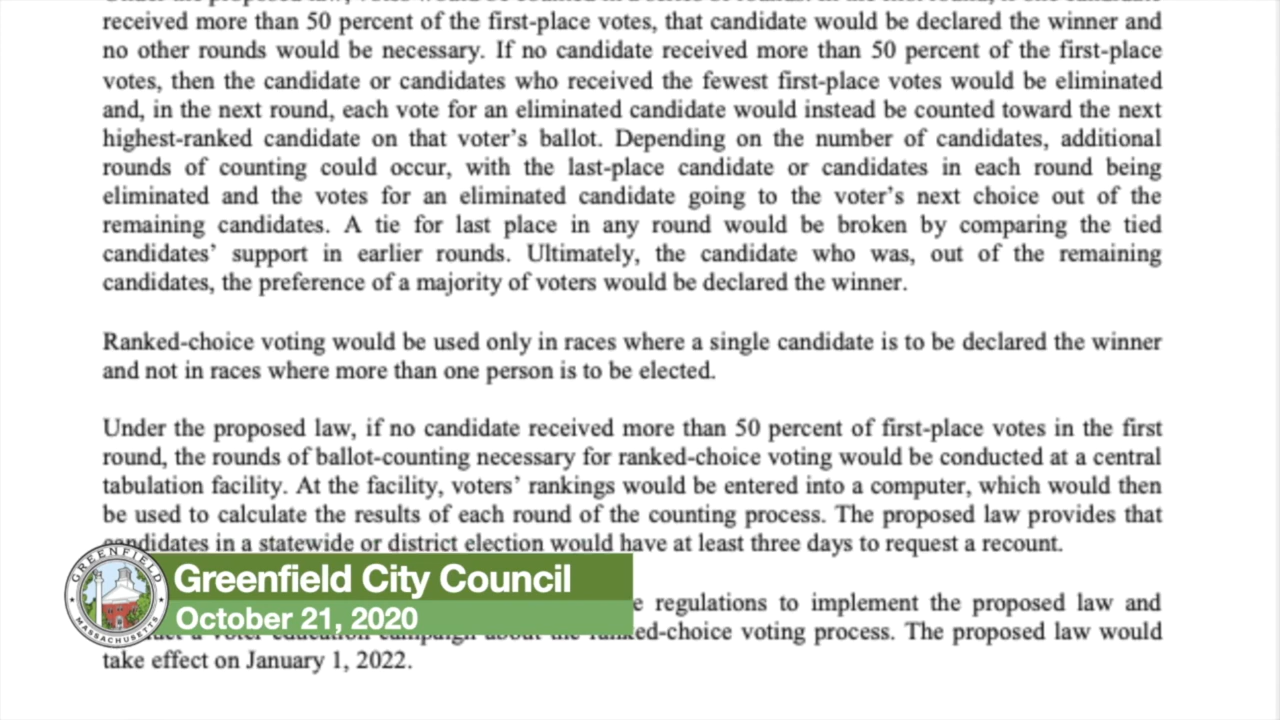 received more than 50 percent of the first-place votes, that candidate would be declared the winner and
no other rounds would be necessary. If no candidate received more than 50 percent of the first-place
votes, then the candidate or candidates who received the fewest first-place votes would be eliminated
and, in the next round, each vote for an eliminated candidate would instead be counted toward the next
highest-ranked candidate on that voter’s ballot. Depending on the number of candidates, additional
rounds of counting could occur, with the last-place candidate or candidates in each round being
eliminated and the votes for an eliminated candidate going to the voter’s next choice out of the
remaining candidates. A tie for last place in any round would be broken by comparing the tied
candidates’ support in earlier rounds. Ultimately, the candidate who was, out of the remaining
candidates, the preference of a majority of voters would be declared the winner.
Ranked-choice voting would be used only in races where a single candidate is to be declared the winner
and not in races where more than one person is to be elected.
Under the proposed law, if no candidate received more than 50 percent of first-place votes in the first
round, the rounds of ballot-counting necessary for ranked-choice voting would be conducted at a central
tabulation facility. At the facility, voters’ rankings would be entered into a computer, which would then
be used to calculate the results of each round of the counting process. The proposed law provides that
candidates in a statewide or district election would have at least three days to request a recount.
GREENFIELD
MASSACHUSETTS
Greenfield City Council
October 21, 2020
regulations to implement the proposed law and
voting process. The proposed law would
take effect on January 1, 2022.